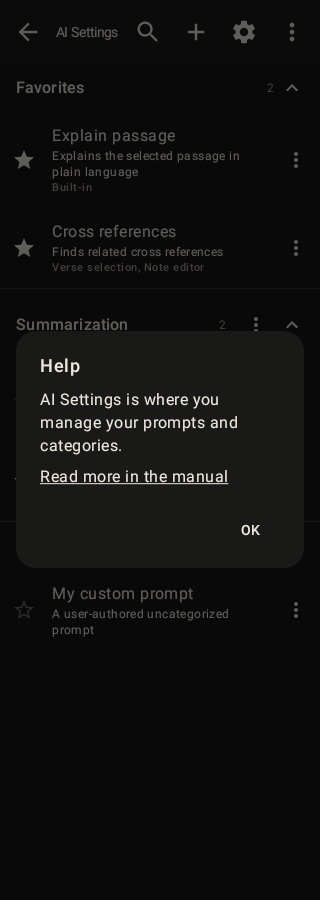 AI Settings
Favorites
2
Explain passage
Explains the selected passage in
plain language
Built-in
Cross references
Finds related cross references
Verse selection, Note editor
Summarization
2
Help
AI Settings is where you
manage your prompts and
categories.
Read more in the manual
OK
My custom prompt
A user-authored uncategorized
prompt